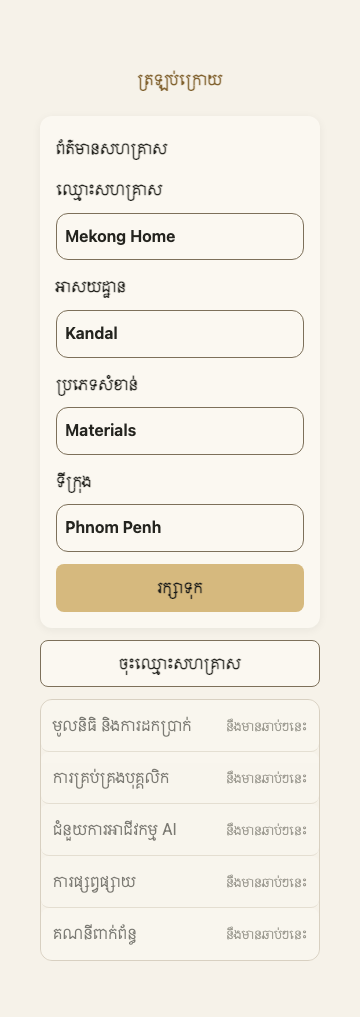 ត្រឡប់ក្រោយ
ព័ត៌មានសហគ្រាស
ឈ្មោះសហគ្រាស
Mekong Home
អាសយដ្ឋាន
Kandal
ប្រភេទសំខាន់
Materials
ទីក្រុង
Phnom Penh
រក្សាទុក
ចុះឈ្មោះសហគ្រាស
មូលនិធិ និងការដកប្រាក់ នឹងមានឆាប់ៗនេះ
ការគ្រប់គ្រងបុគ្គលិក នឹងមានឆាប់ៗនេះ
ជំនួយការអាជីវកម្ម AI នឹងមានឆាប់ៗនេះ
ការផ្សព្វផ្សាយ នឹងមានឆាប់ៗនេះ
គណនីពាក់ព័ន្ធ នឹងមានឆាប់ៗនេះ